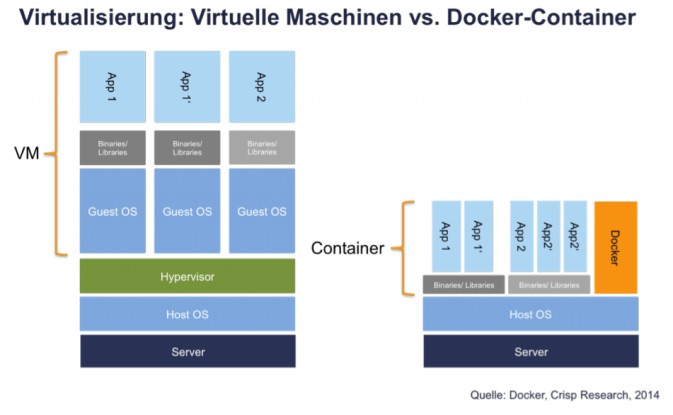 Virtualisierung: Virtuelle Maschinen vs. Docker-Container
VM
App 1
App 1'
App 2
Binaries/
Libraries
Binaries/
Libraries
Binaries/
Libraries
Guest OS
Guest OS
Guest OS
Hypervisor
Host OS
Server
Container
App 1
App 1'
App 2
App2'
App2'
Docker
Binaries/ Libraries
Binaries/ Libraries
Host OS
Server
Quelle: Docker, Crisp Research, 2014